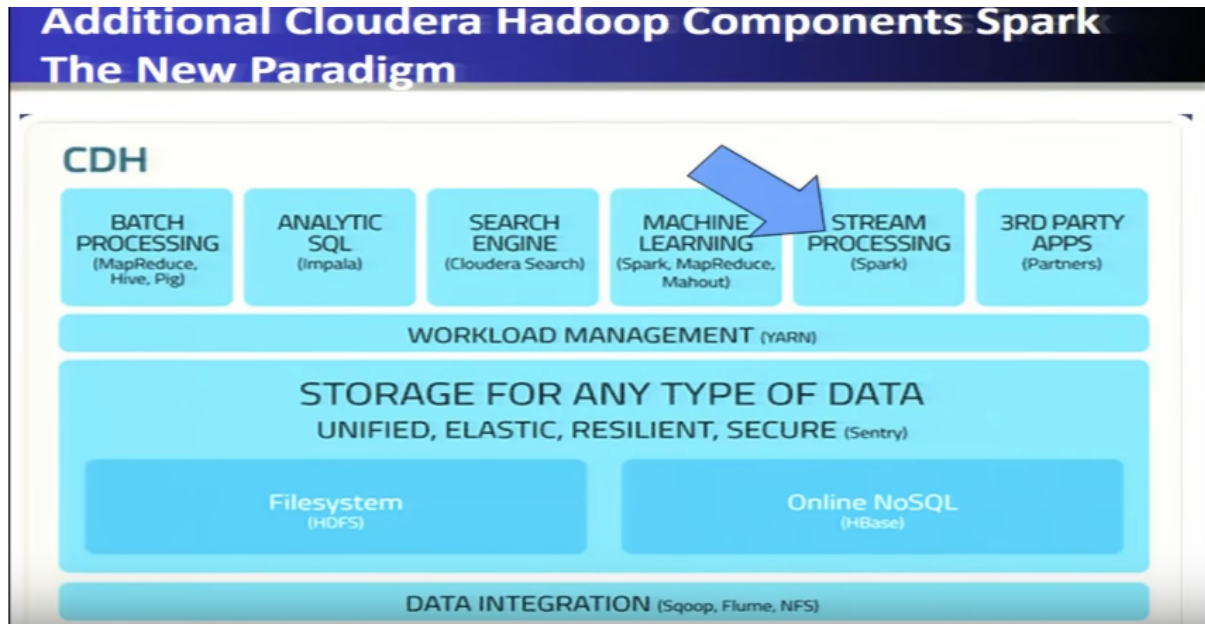 Additional Cloudera Hadoop Components Spark
The New Paradigm
CDH
BATCH
PROCESSING
(MapReduce,
Hive, Pig)
ANALYTIC
SQL
(Impala)
SEARCH
ENGINE
(Cloudera Search)
MACHINE
LEARNING
(Spark, MapReduce,
Mahout)
STREAM
PROCESSING
(Spark)
3RD PARTY
APPS
(Partners)
WORKLOAD MANAGEMENT (YARN)
STORAGE FOR ANY TYPE OF DATA
UNIFIED, ELASTIC, RESILIENT, SECURE (Sentry)
Filesystem
(HDFS)
Online NoSQL
(HBase)
DATA INTEGRATION (Sqoop, Flume, NFS)